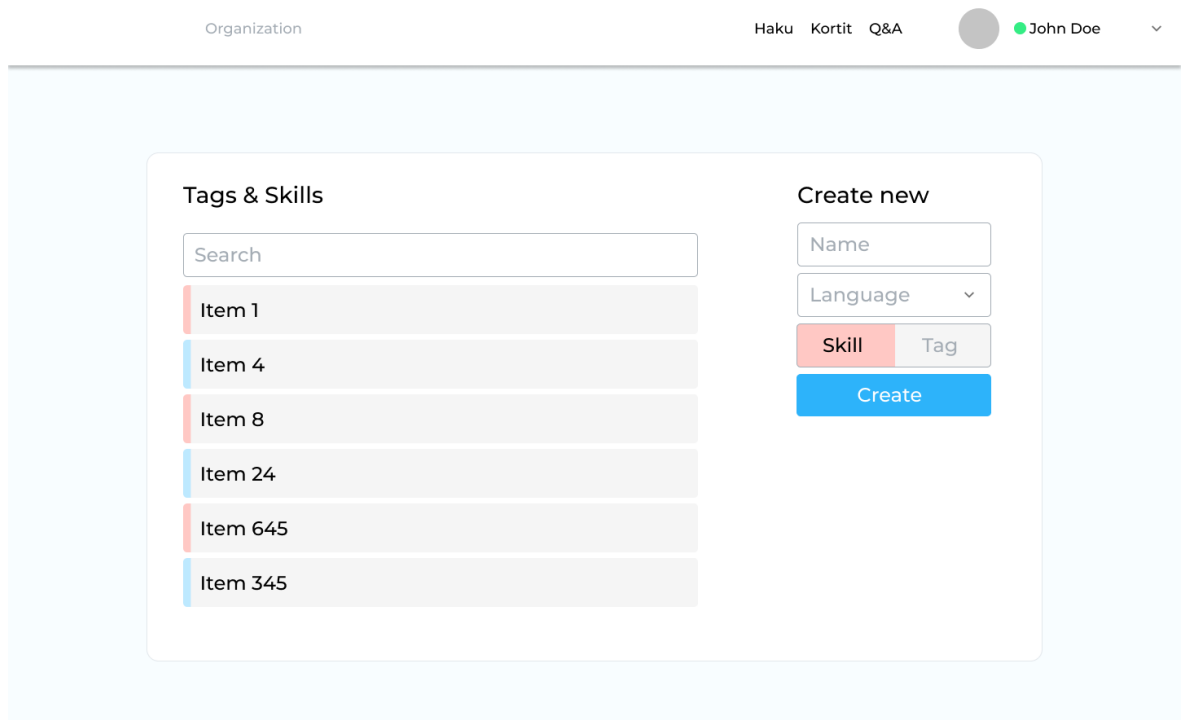 Organization
Haku Kortit Q&A
John Doe
Tags & Skills
Search
Item 1
Item 4
Item 8
Item 24
Item 645
Item 345
Create new
Name
Language
Skill Tag
Create